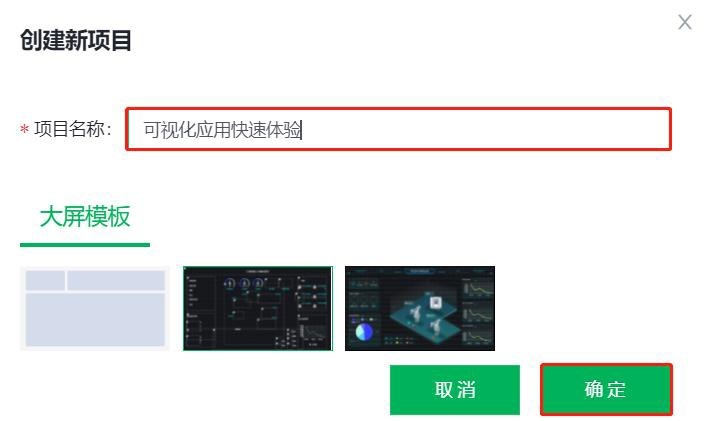 创建新项目
* 项目名称：
可视化应用快速体验
大屏模板
取消
确定